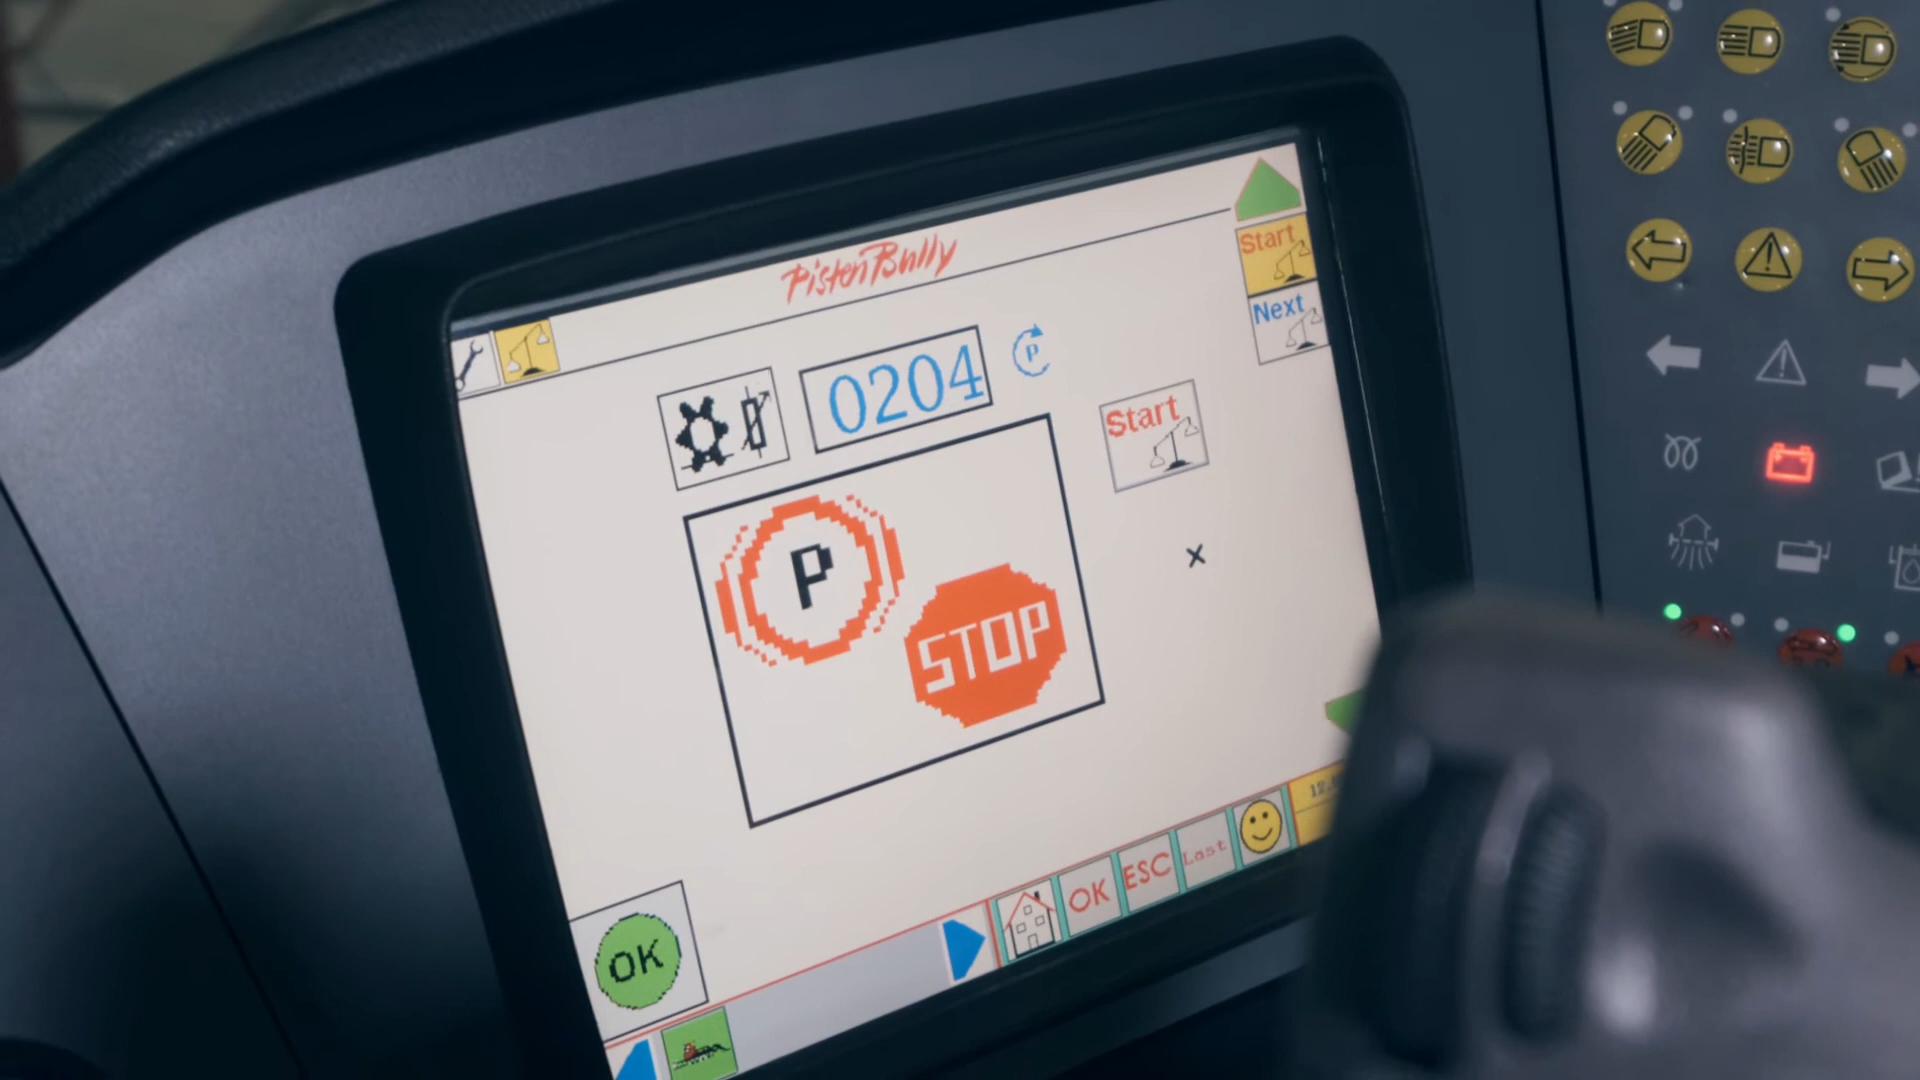 PistenBully
Start
Next
0204
P
Start
P
STOP
x
OK
OK
ESC
Last